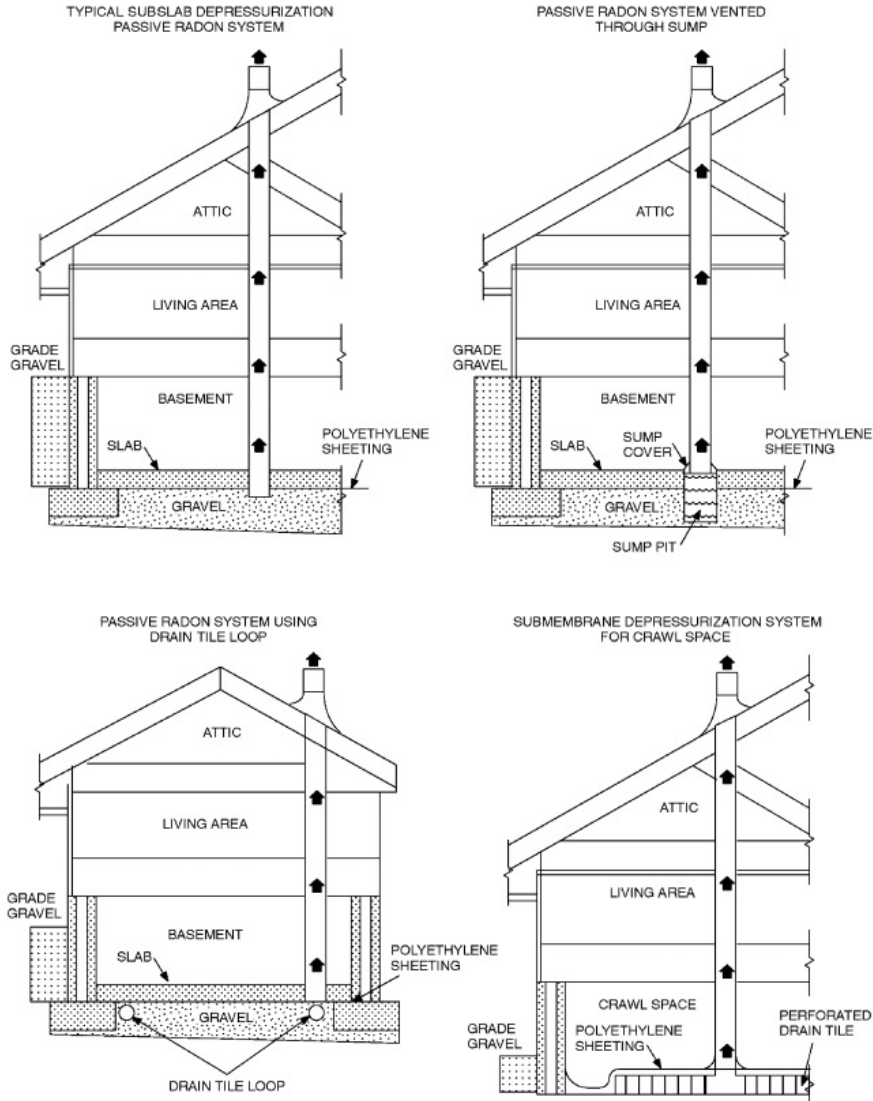 TYPICAL SUBSLAB DEPRESSURIZATION
PASSIVE RADON SYSTEM
ATTIC
LIVING AREA
GRADE
GRAVEL
BASEMENT
SLAB
POLYETHYLENE
SHEETING
GRAVEL
PASSIVE RADON SYSTEM VENTED
THROUGH SUMP
ATTIC
LIVING AREA
GRADE
GRAVEL
BASEMENT
SLAB
SUMP
COVER
POLYETHYLENE
SHEETING
GRAVEL
SUMP PIT
PASSIVE RADON SYSTEM USING
DRAIN TILE LOOP
ATTIC
LIVING AREA
GRADE
GRAVEL
BASEMENT
SLAB
POLYETHYLENE
SHEETING
GRAVEL
DRAIN TILE LOOP
SUBMEMBRANE DEPRESSURIZATION SYSTEM
FOR CRAWL SPACE
ATTIC
LIVING AREA
CRAWL SPACE
GRADE
GRAVEL
POLYETHYLENE
SHEETING
PERFORATED
DRAIN TILE